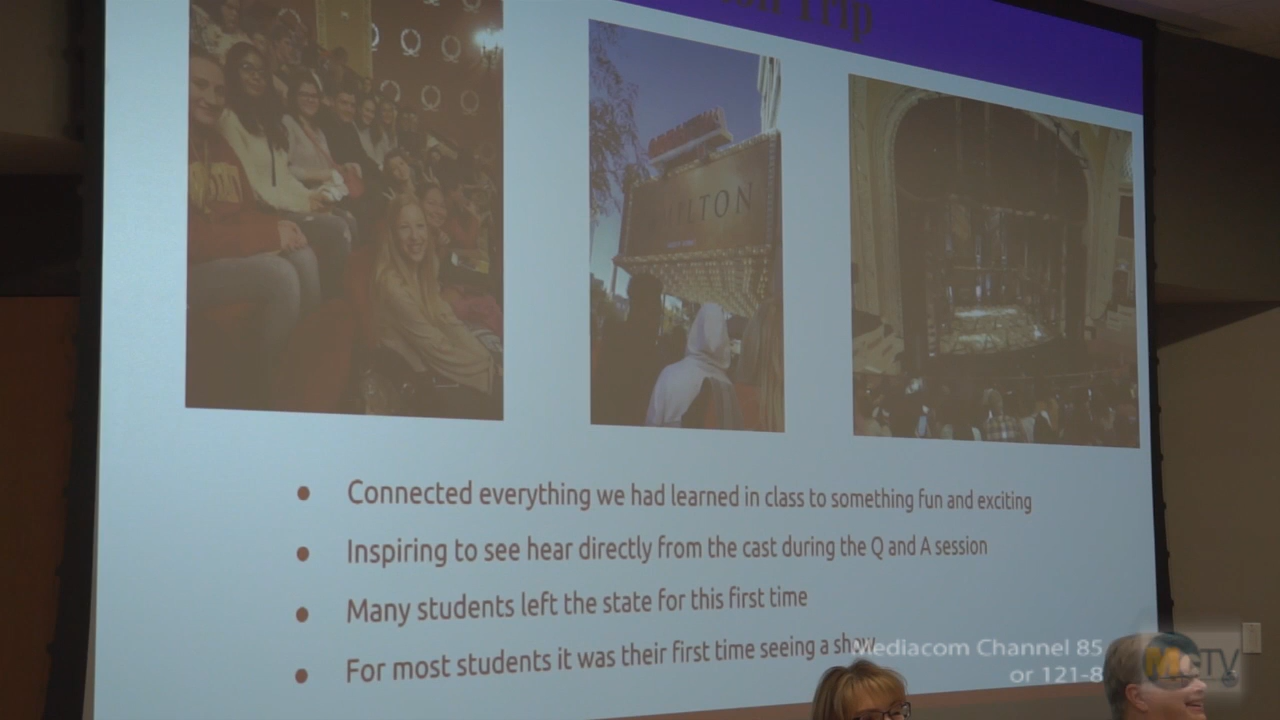 Trip
ILTON
Connected everything we had learned in class to something fun and exciting
Inspiring to see hear directly from the cast during the Q and A session
Many students left the state for this first time
For most students it was their first time seeing a show
Mediacom Channel 85
or 121-8
McTV